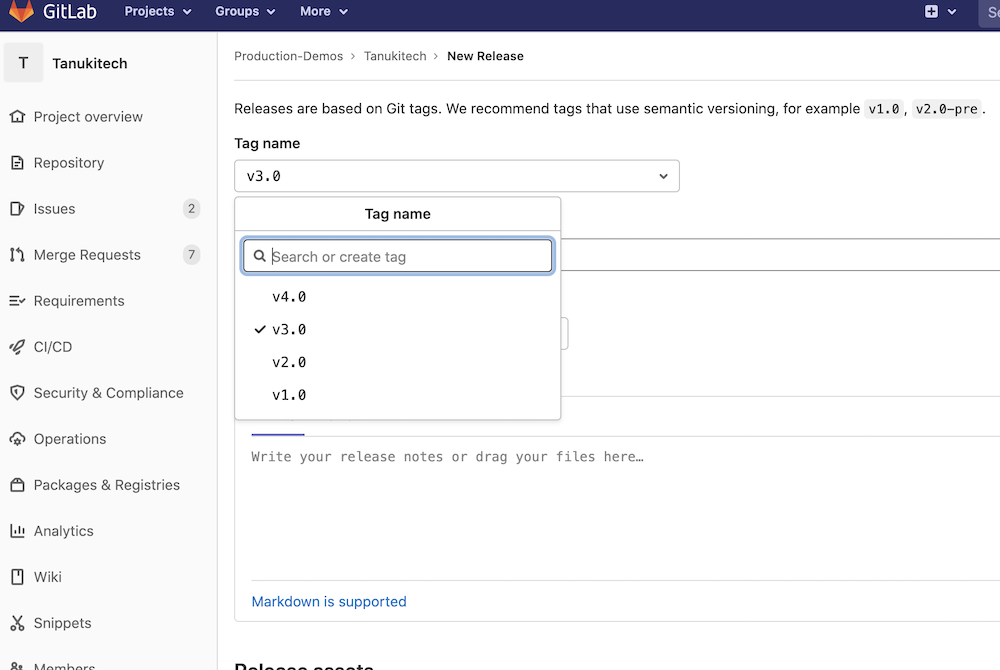 GitLab Projects Groups More Se
T Tanukitech
Project overview
Repository
Issues 2
Merge Requests 7
Requirements
CI/CD
Security & Compliance
Operations
Packages & Registries
Analytics
Wiki
Snippets
Members
Production-Demos › Tanukitech › New Release
Releases are based on Git tags. We recommend tags that use semantic versioning, for example v1.0, v2.0-pre.
Tag name
v3.0
Tag name
Search or create tag
v4.0
v3.0
v2.0
v1.0
Write your release notes or drag your files here…
Markdown is supported
Release assets